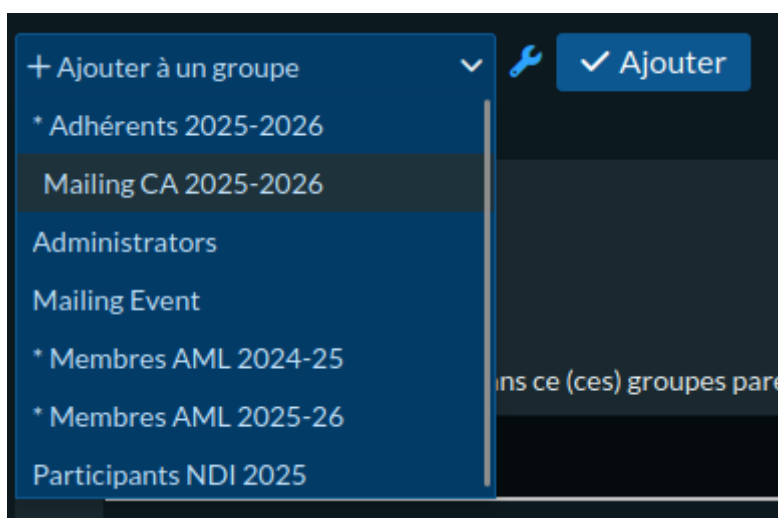 + Ajouter à un groupe
Ajouter
* Adhérents 2025-2026
Mailing CA 2025-2026
Administrators
Mailing Event
* Membres AML 2024-25
ns ce (ces) groupes par
* Membres AML 2025-26
Participants NDI 2025